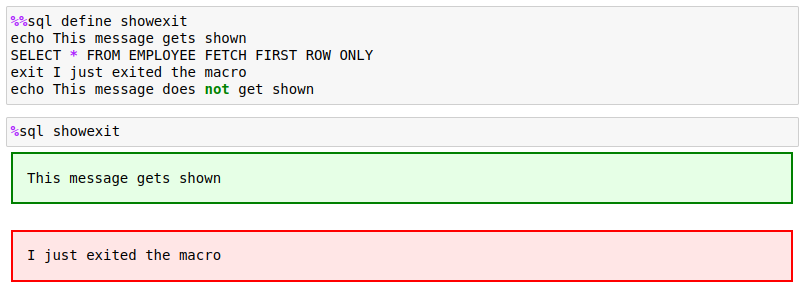 %%sql define showexit
echo This message gets shown
SELECT * FROM EMPLOYEE FETCH FIRST ROW ONLY
exit I just exited the macro
echo This message does not get shown
%sql showexit
This message gets shown
I just exited the macro